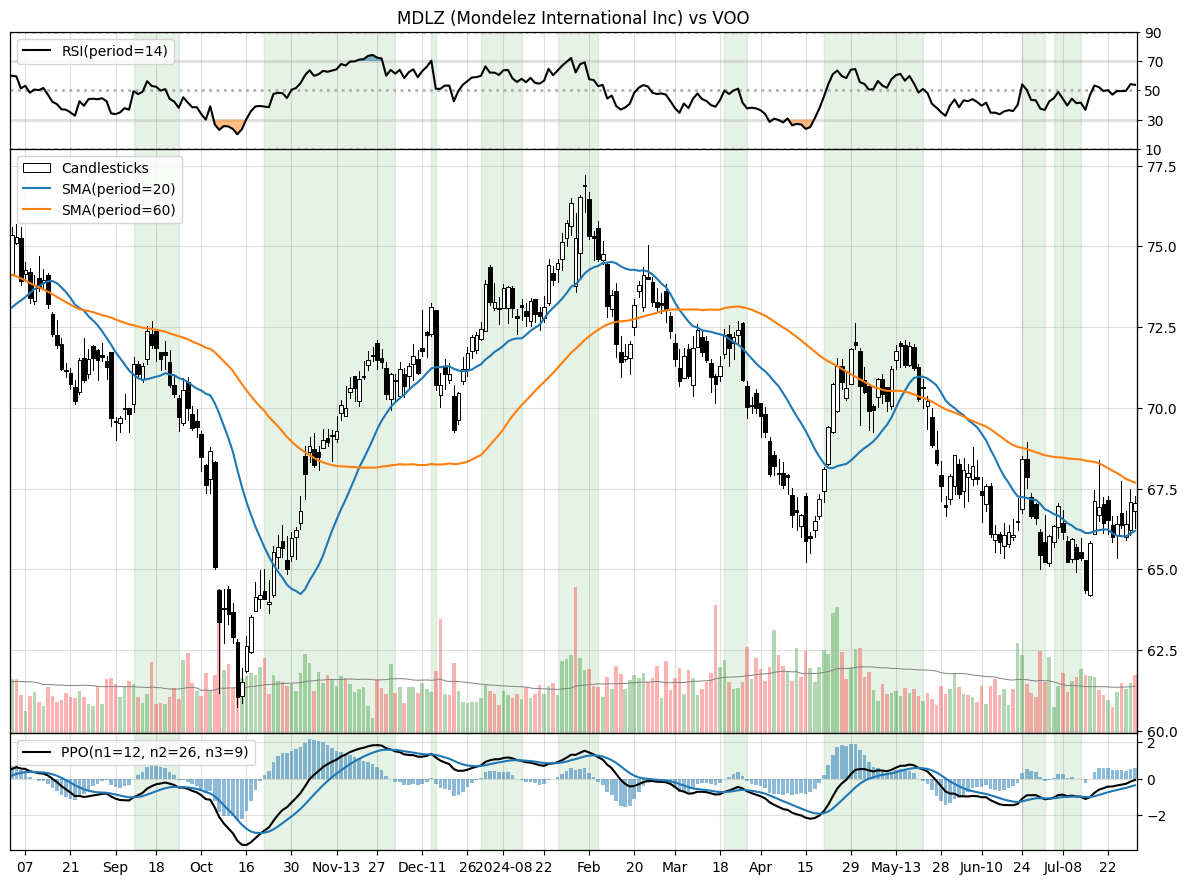 MDLZ (Mondelez International Inc) vs VOO
RSI(period=14)
90
70
50
30
10
Candlesticks
SMA(period=20)
SMA(period=60)
77.5
75.0
72.5
70.0
67.5
65.0
62.5
60.0
PPO(n1=12, n2=26, n3=9)
2
0
−2
07 21 Sep 18 Oct 16 30 Nov-13 27 Dec-11 26 2024-08 22 Feb 20 Mar 18 Apr 15 29 May-13 28 Jun-10 24 Jul-08 22